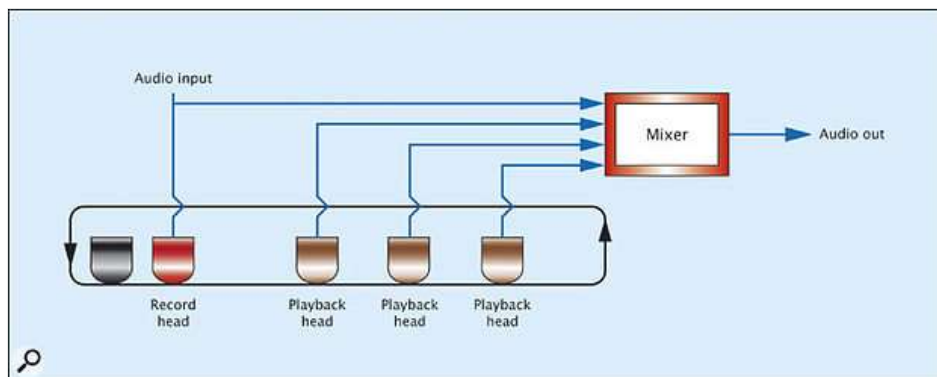 Audio input
Mixer
Audio out
Record
head
Playback
head
Playback
head
Playback
head